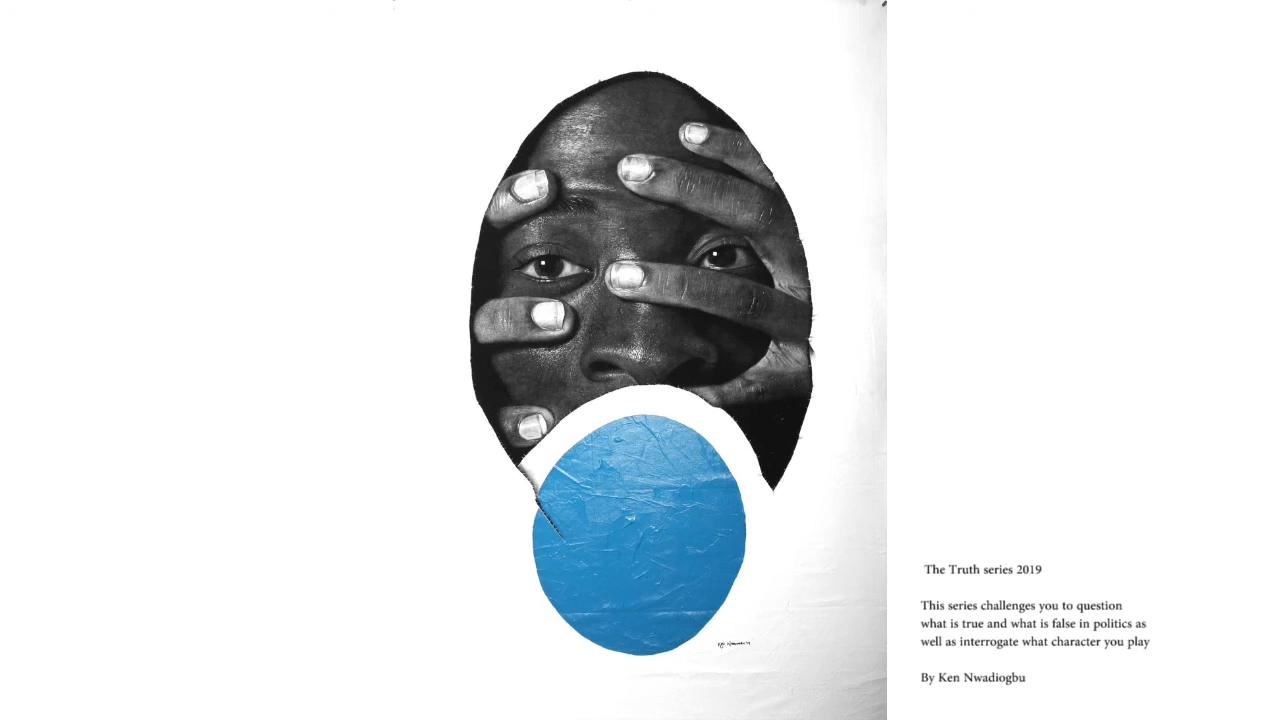 The Truth series 2019
This series challenges you to question
what is true and what is false in politics as
well as interrogate what character you play
By Ken Nwadiogbu